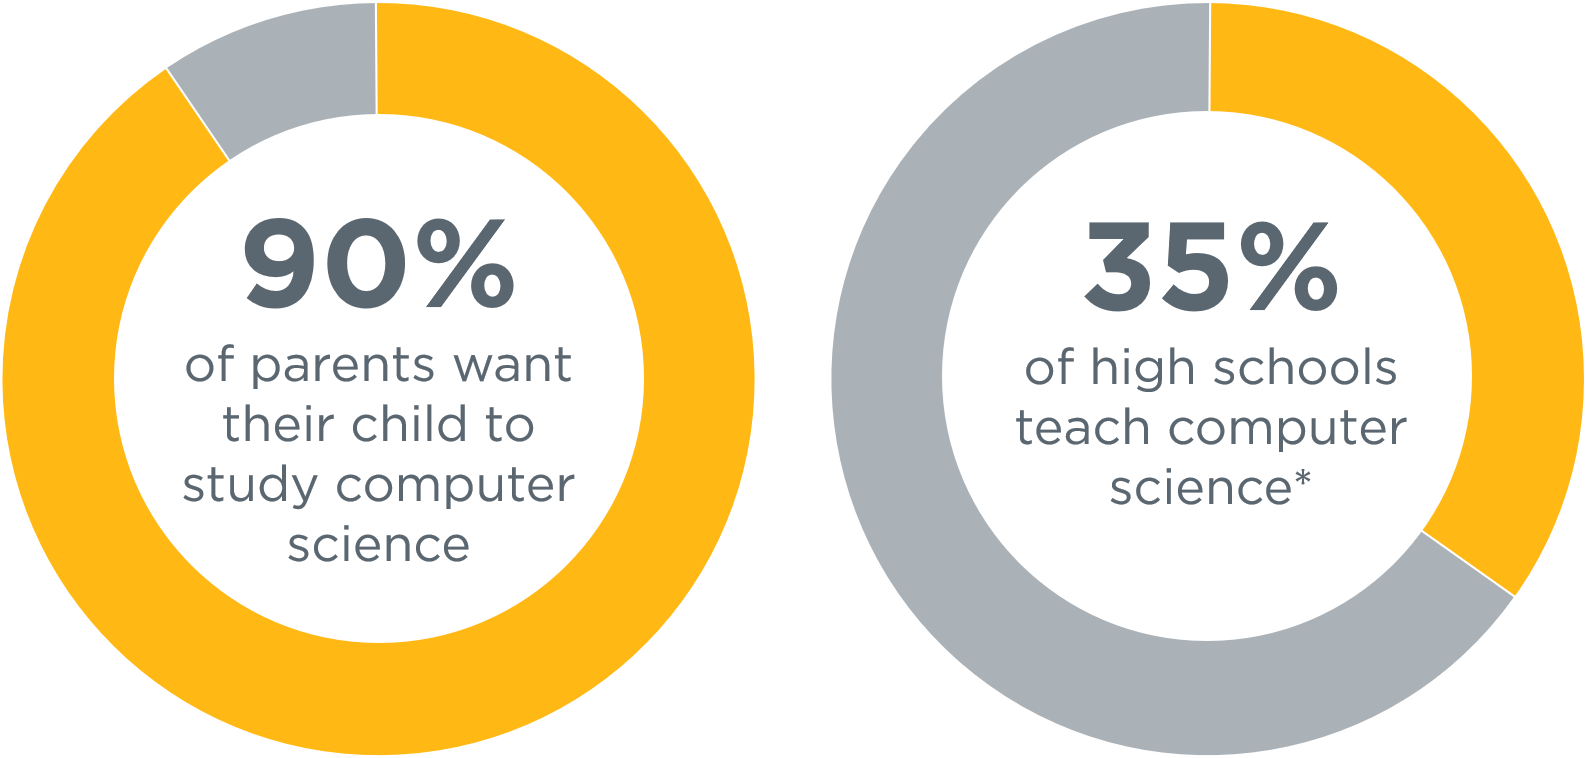 90%
of parents want
their child to
study computer
science
35%
of high schools
teach computer
science*